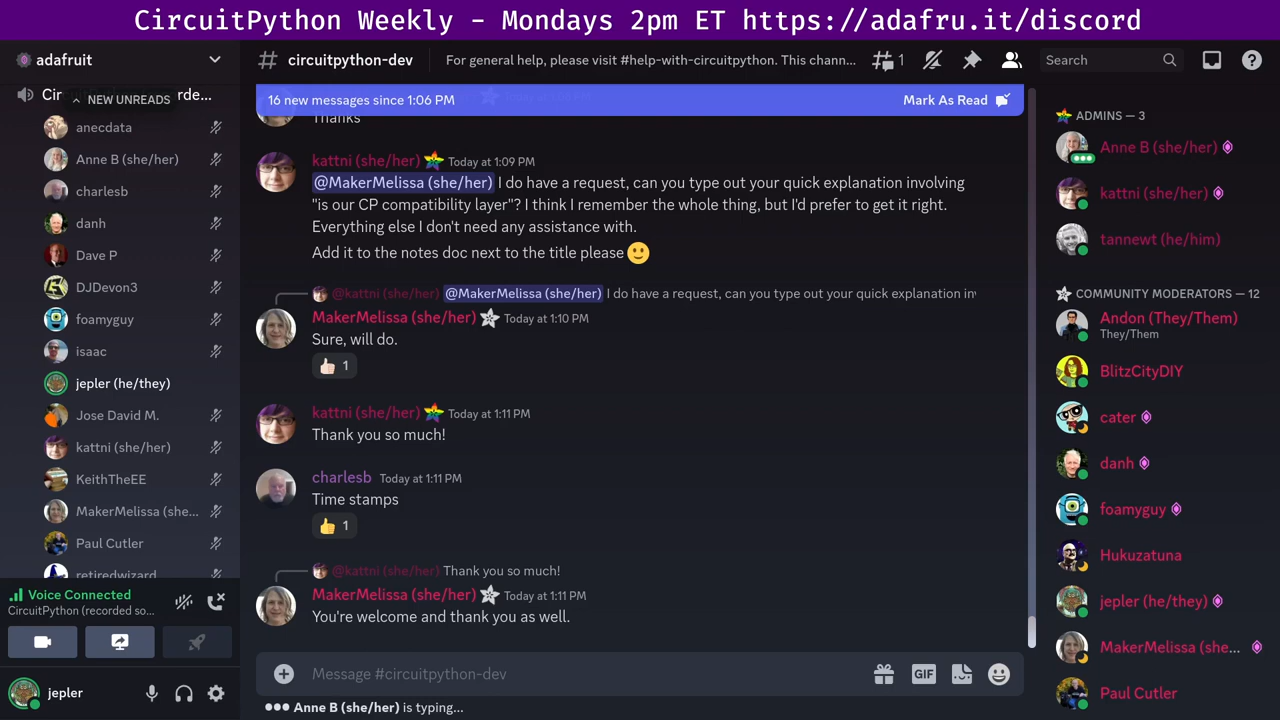 CircuitPython Weekly - Mondays 2pm ET https://adafru.it/discord
adafruit
Cir
rde...
NEW UNREADS
anecdata
Anne B (she/her)
charlesb
danh
Dave P
DJDevon3
foamyguy
isaac
jepler (he/they)
Jose David M.
kattni (she/her)
KeithTheEE
MakerMelissa (she...
Paul Cutler
retiredwizard
Voice Connected
CircuitPython (recorded so...
jepler
# circuitpython-dev
For general help, please visit #help-with-circuitpython. This chann...
1
Search
16 new messages since 1:06 PM
Mark As Read
Thanks
kattni (she/her) Today at 1:09 PM
@MakerMelissa (she/her) I do have a request, can you type out your quick explanation involving
"is our CP compatibility layer"? I think I remember the whole thing, but I'd prefer to get it right.
Everything else I don't need any assistance with.
Add it to the notes doc next to the title please
@kattni (she/her) @MakerMelissa (she/her) I do have a request, can you type out your quick explanation in
MakerMelissa (she/her) Today at 1:10 PM
Sure, will do.
1
kattni (she/her) Today at 1:11 PM
Thank you so much!
charlesb Today at 1:11 PM
Time stamps
1
@kattni (she/her) Thank you so much!
MakerMelissa (she/her) Today at 1:11 PM
You're welcome and thank you as well.
Message #circuitpython-dev
GIF
Anne B (she/her) is typing...
ADMINS — 3
Anne B (she/her)
kattni (she/her)
tannewt (he/him)
COMMUNITY MODERATORS — 12
Andon (They/Them)
They/Them
BlitzCityDIY
cater
danh
foamyguy
Hukuzatuna
jepler (he/they)
MakerMelissa (she...
Paul Cutler